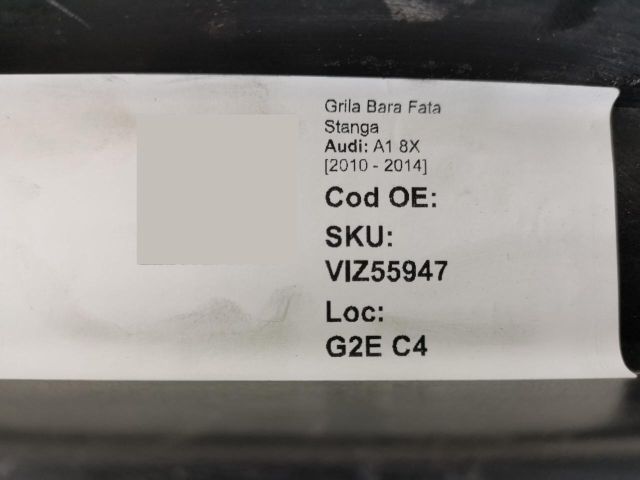 Grila Bara Fata
Stanga
Audi: A1 8X
[2010 - 2014]
Cod OE:
SKU:
VIZ55947
Loc:
G2E C4